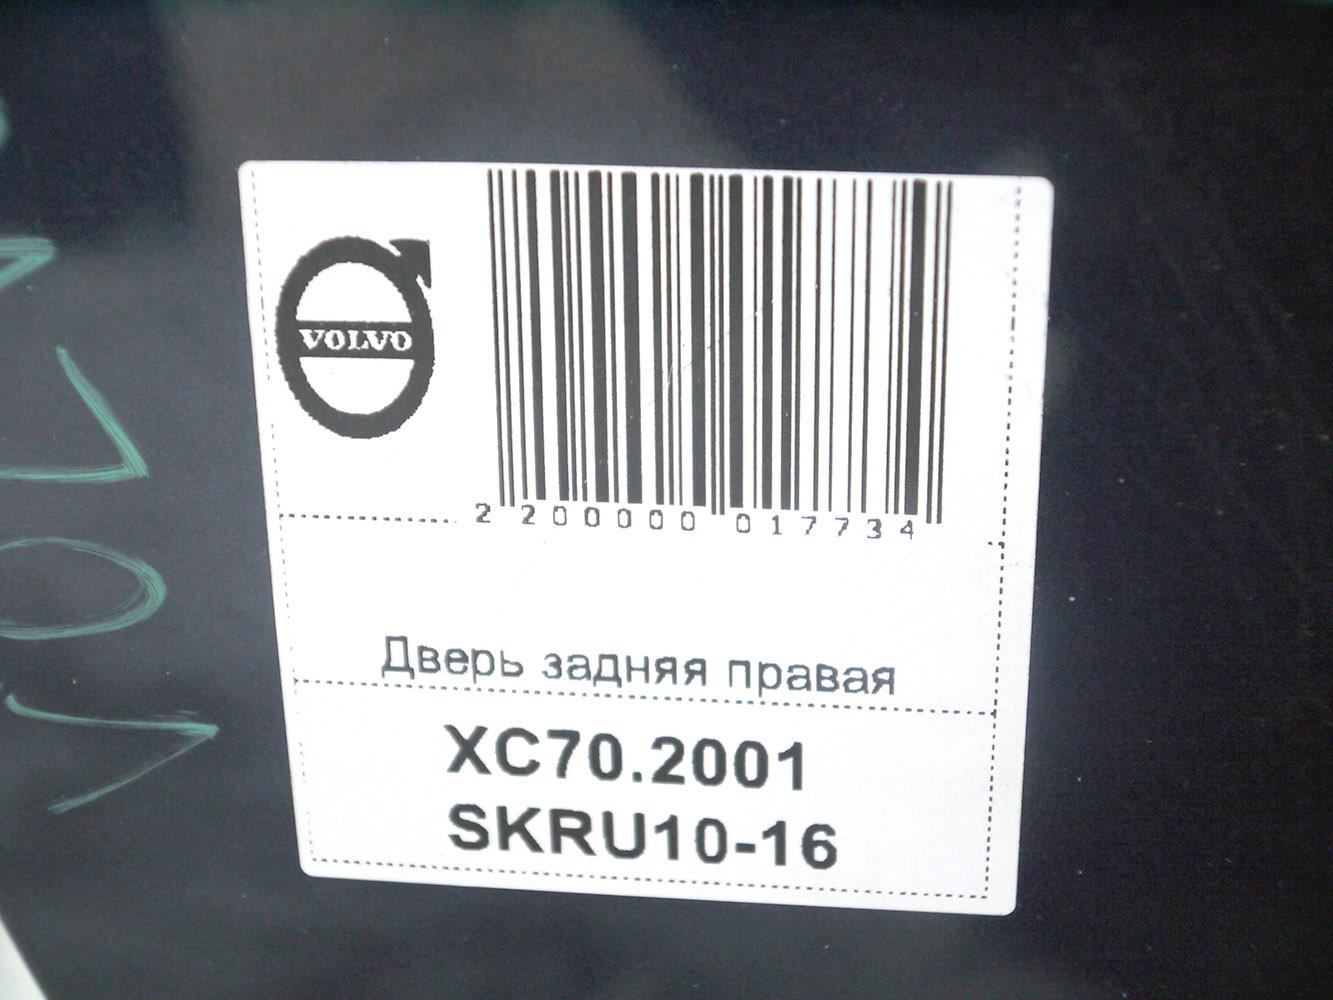 VOLVO
2 200000 017734
Дверь задняя правая
XC70.2001
SKRU10-16